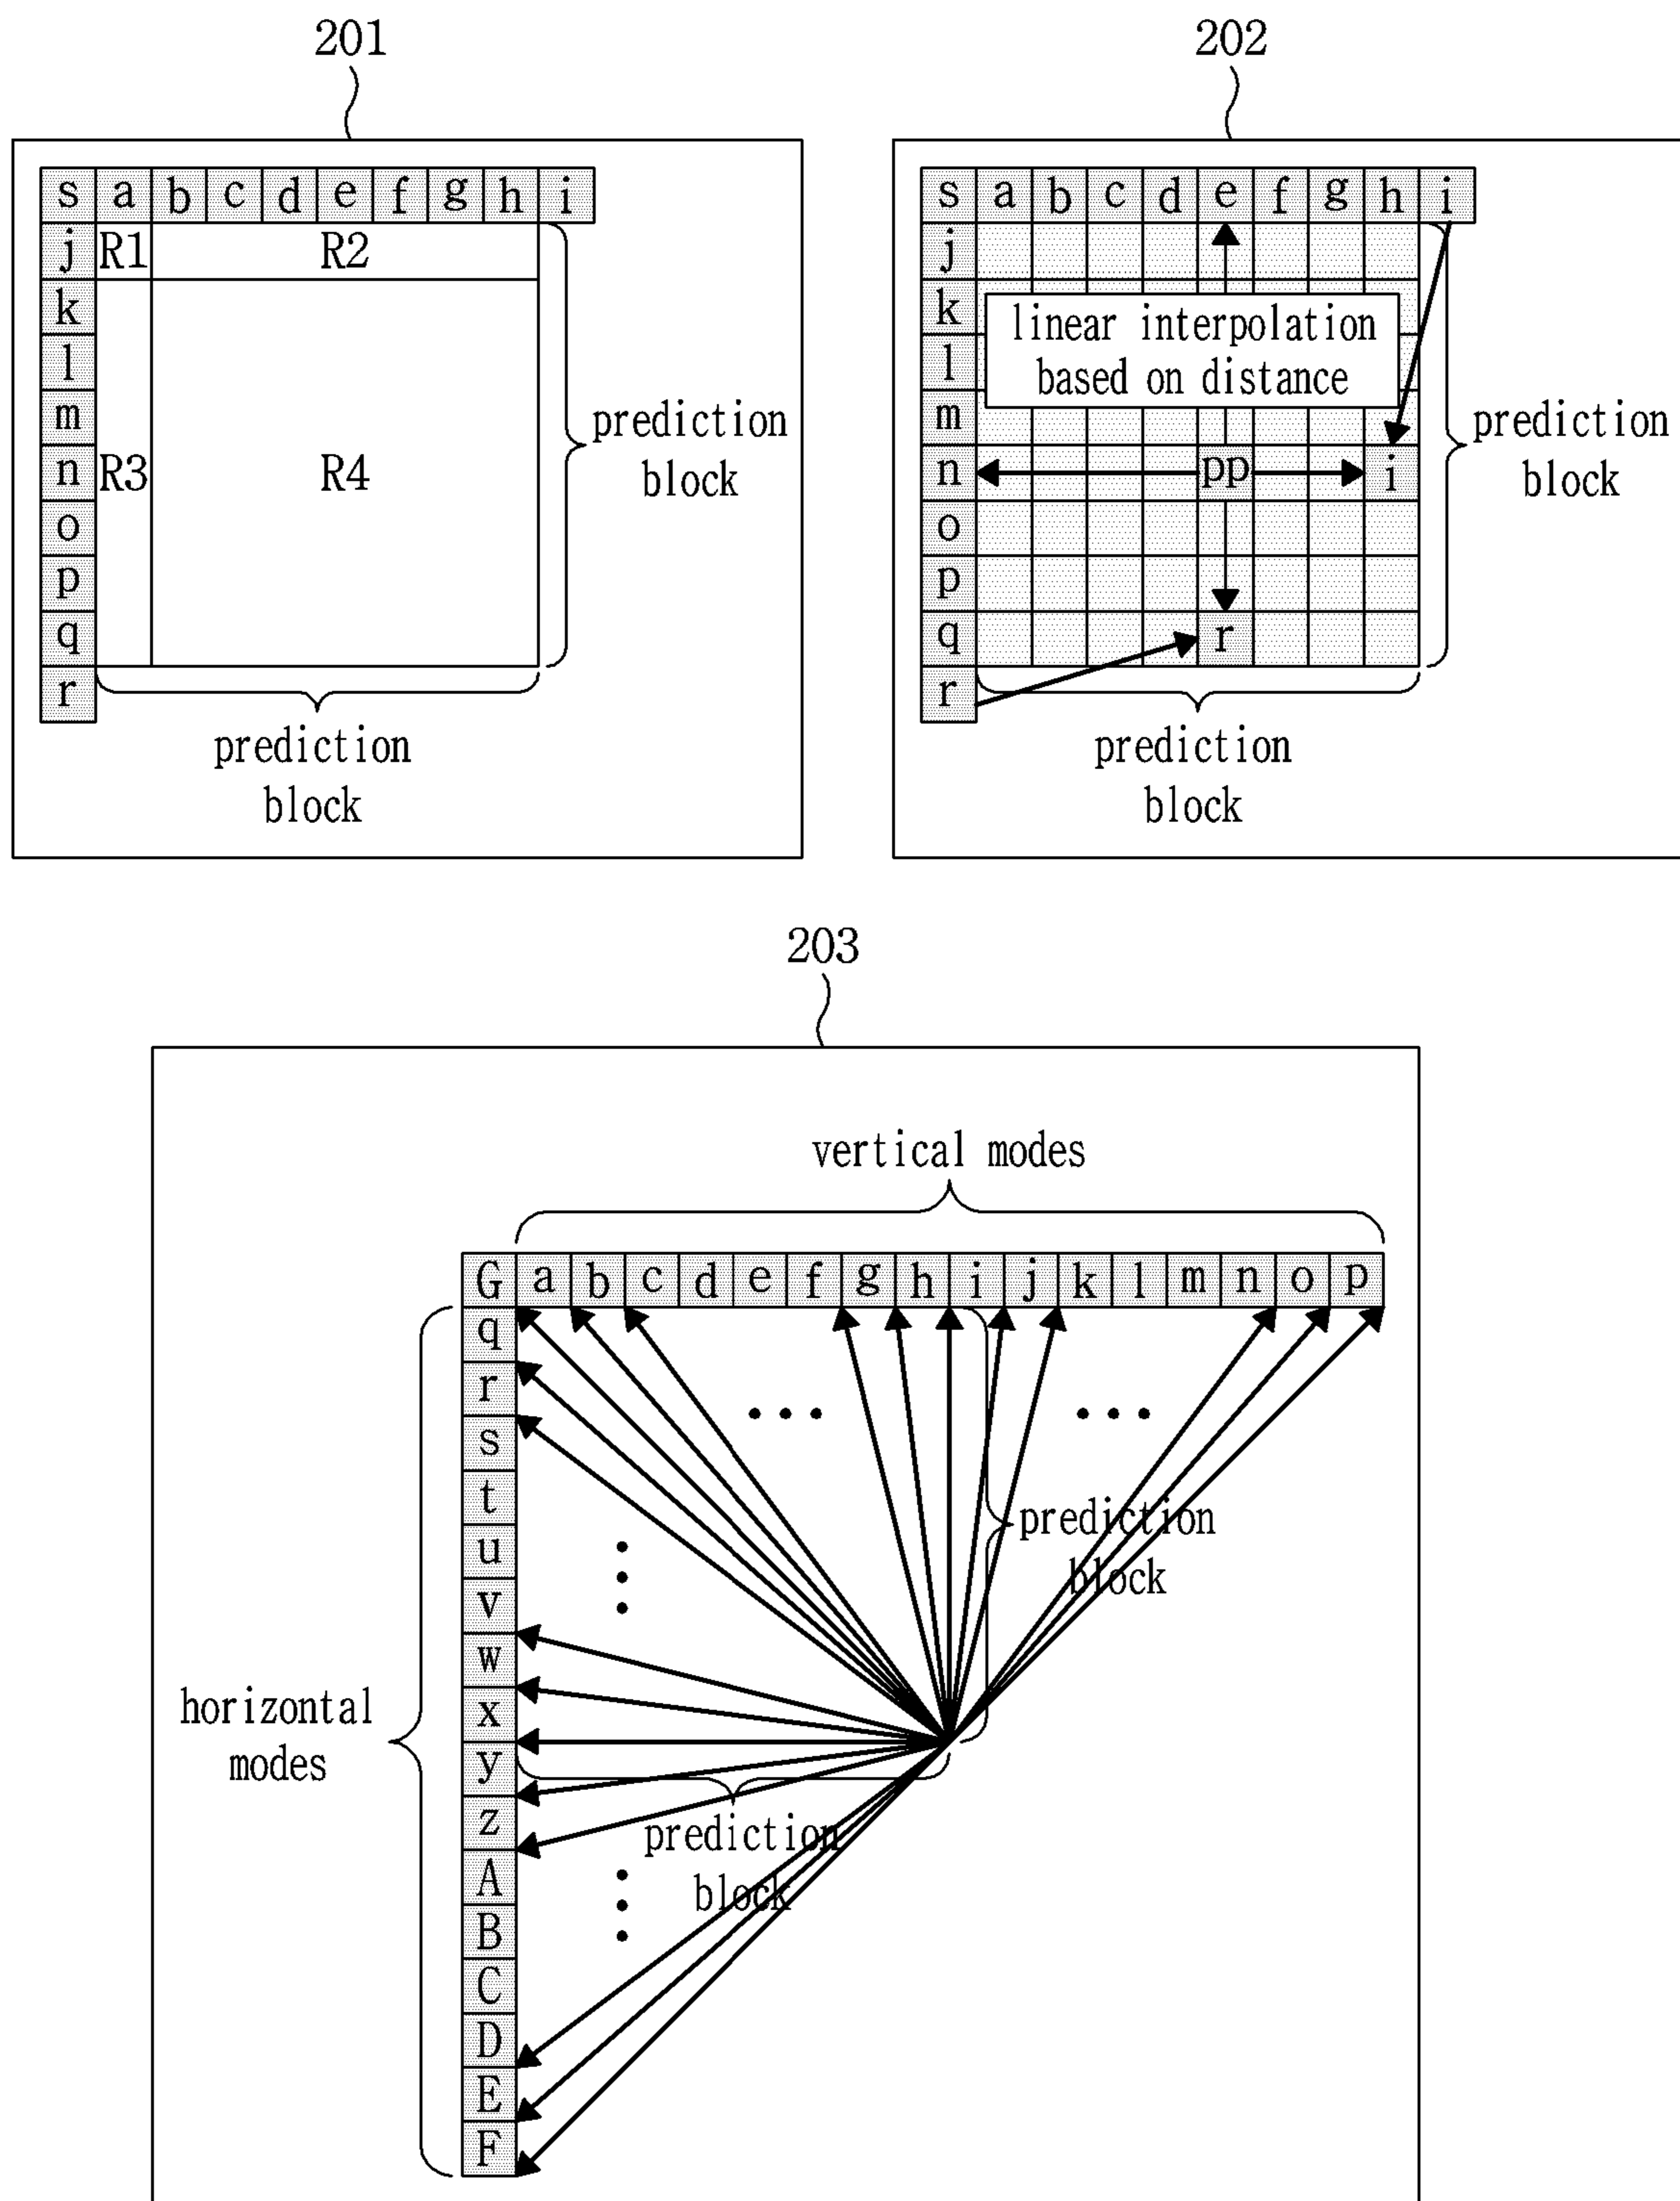 201
s a b c d e f g h i
j R1 R2
k
l
m
n R3 R4
o
p
q
r
prediction
block
prediction
block
202
s a b c d e f g h i
j
k
l
m
linear interpolation
based on distance
n pp i
o
p
q r
r
prediction
block
prediction
block
203
vertical modes
G a b c d e f g h i j k l m n o p
q
r
s
t
u
v
w
x
y
z
A
B
C
D
E
F
prediction
block
horizontal
modes
prediction
block